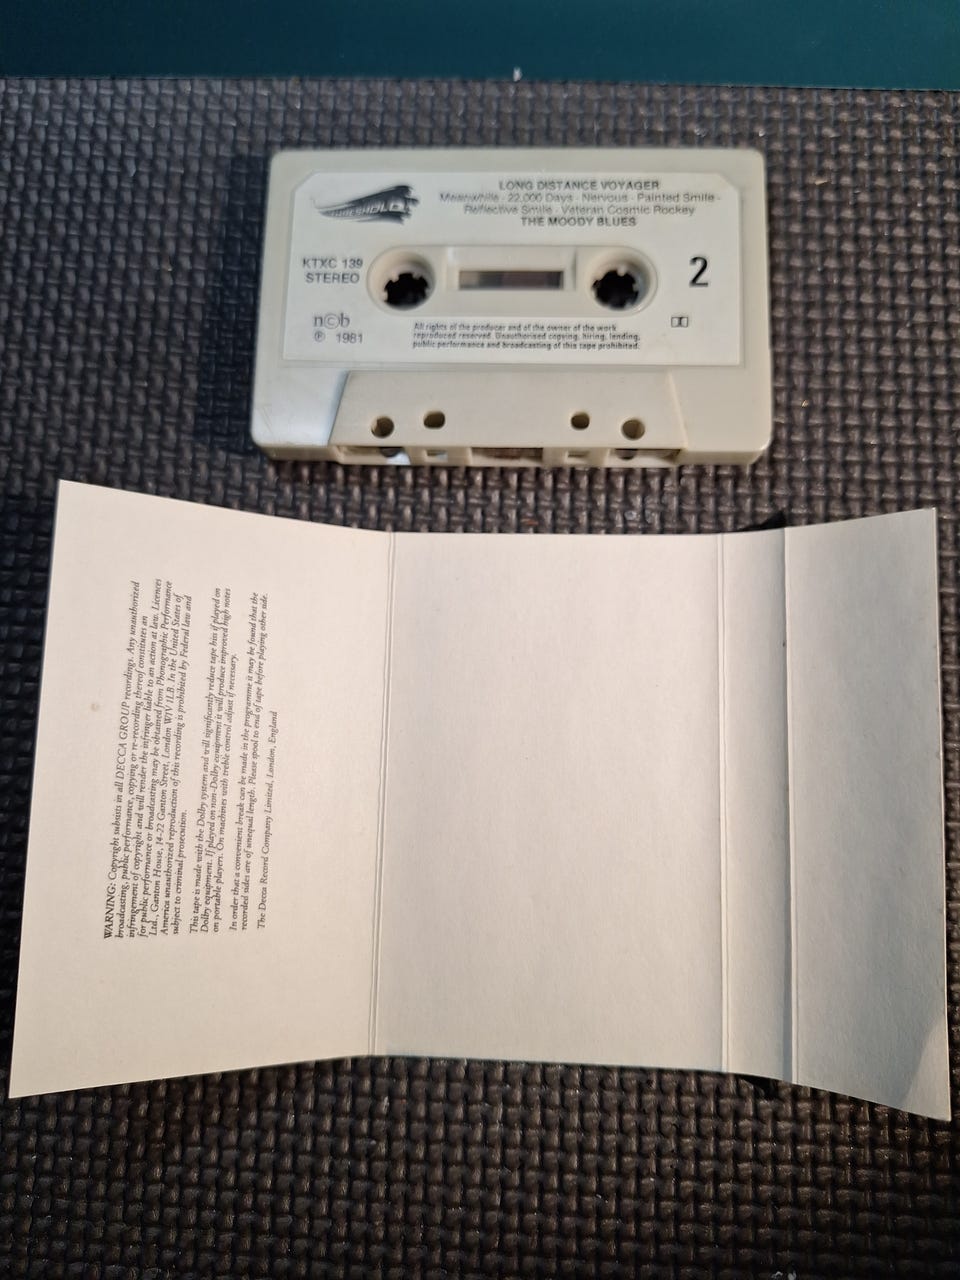 THRESHOLD
LONG DISTANCE VOYAGER
Meanwhile - 22,000 Days - Nervous - Painted Smile -
Reflective Smile - Veteran Cosmic Rockey
THE MOODY BLUES
KTXC 139
STEREO
2
n©b
℗ 1981
All rights of the producer and of the owner of the work
reproduced reserved. Unauthorised copying, hiring, lending,
public performance and broadcasting of this tape prohibited.
WARNING: Copyright subsists in all DECCA GROUP recordings. Any unauthorized
broadcasting, public performance, copying or re-recording thereof constitutes an
infringement of copyright and will render the infringer liable to an action at law. Licences
for public performance or broadcasting may be obtained from Phonographic Performance
Ltd., Ganton House, 14-22 Ganton Street, London W1V 1LB. In the United States of
America unauthorized reproduction of this recording is prohibited by Federal law and
subject to criminal prosecution.
This tape is made with the Dolby system and will significantly reduce tape hiss if played on
Dolby equipment. If played on non-Dolby equipment it will produce improved high notes
on portable players. On machines with treble control adjust if necessary.
In order that a convenient break can be made in the programme it may be found that the
recorded sides are of unequal length. Please spool to end of tape before playing other side.
The Decca Record Company Limited, London, England